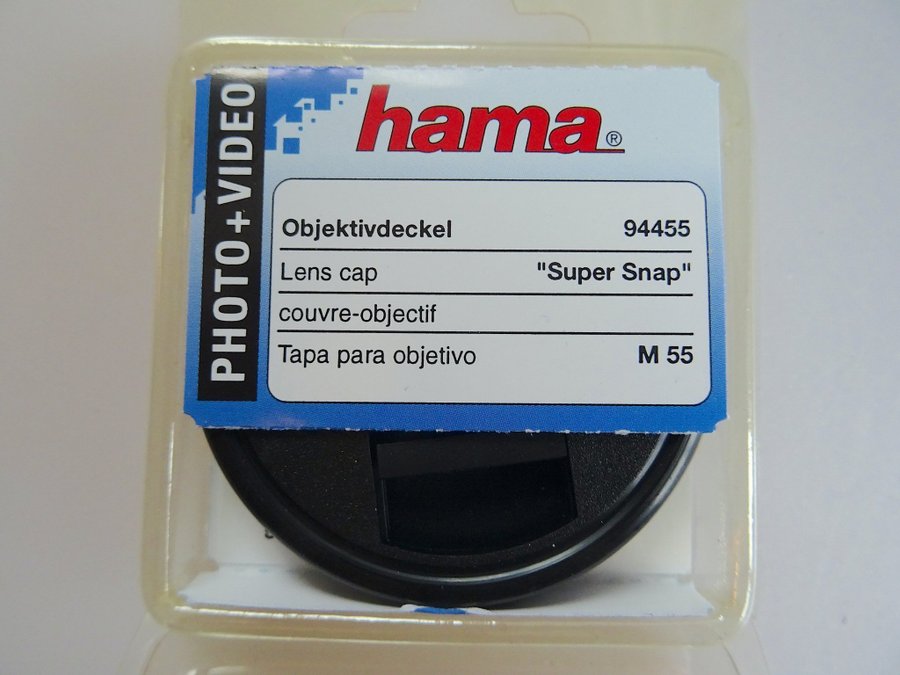 PHOTO+VIDEO
hama®
Objektivdeckel 94455
Lens cap "Super Snap"
couvre-objectif
Tapa para objetivo M 55